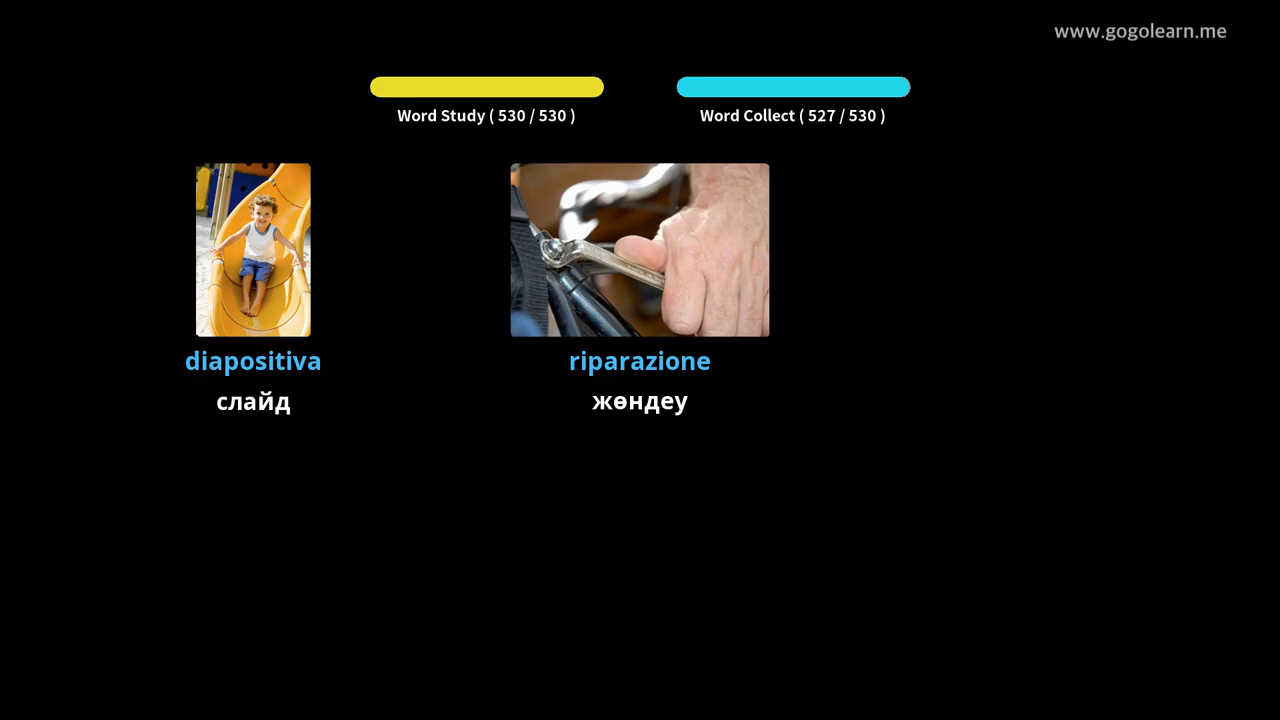 www.gogolearn.me
Word Study ( 530 / 530 )
Word Collect ( 527 / 530 )
diapositiva
riparazione
слайд
жөндеу